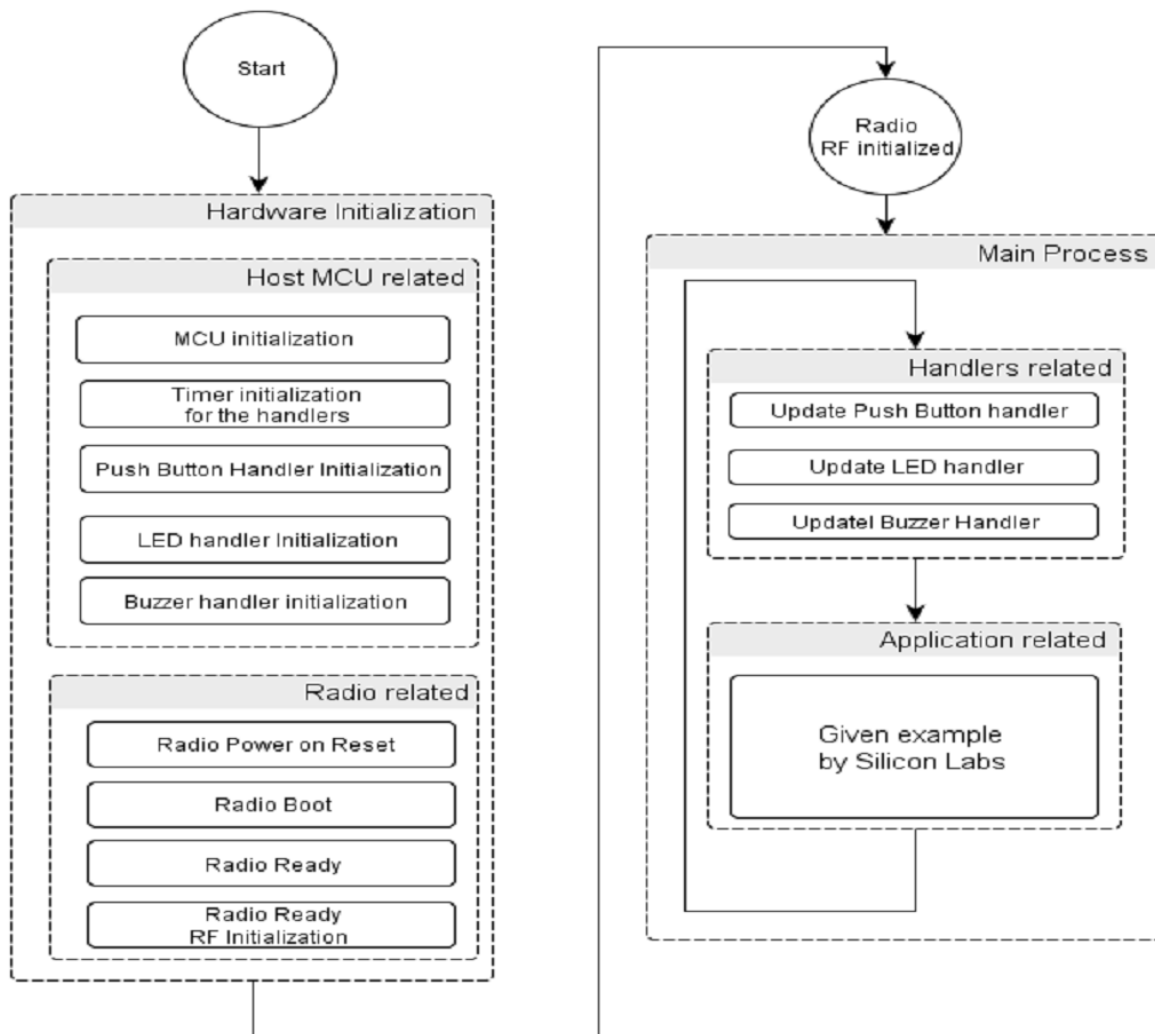 Start
Hardware Initialization
Host MCU related
MCU initialization
Timer initialization
for the handlers
Push Button Handler Initialization
LED handler Initialization
Buzzer handler initialization
Radio related
Radio Power on Reset
Radio Boot
Radio Ready
Radio Ready
RF Initialization
Radio
RF initialized
Main Process
Handlers related
Update Push Button handler
Update LED handler
Updatel Buzzer Handler
Application related
Given example
by Silicon Labs